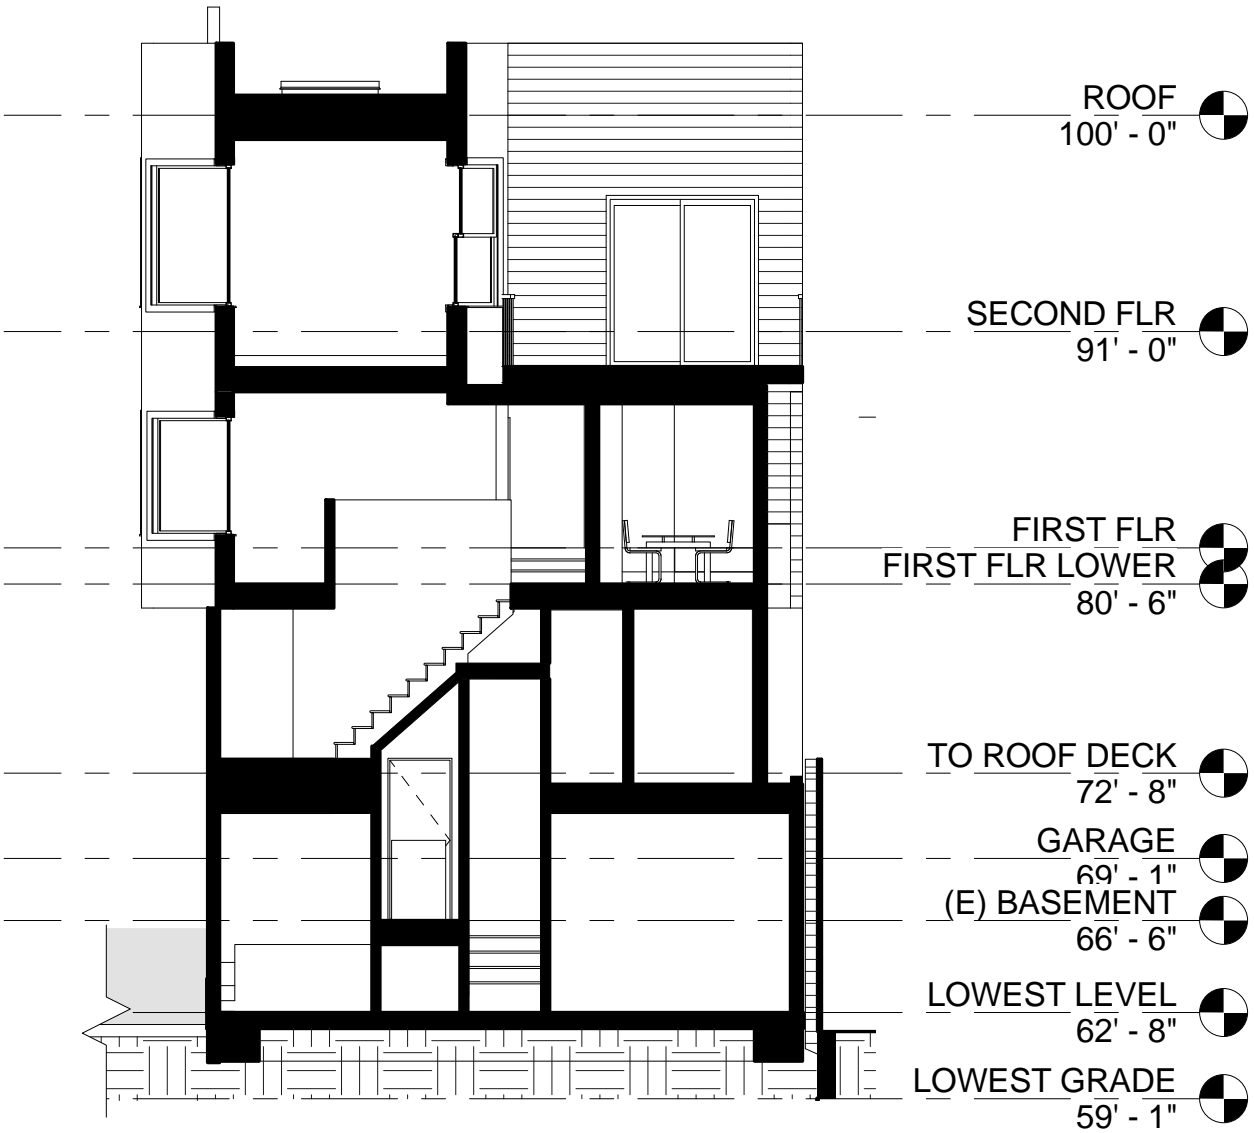 ROOF
100' - 0"
SECOND FLR
91' - 0"
FIRST FLR
FIRST FLR LOWER
80' - 6"
TO ROOF DECK
72' - 8"
GARAGE
69' - 1"
(E) BASEMENT
66' - 6"
LOWEST LEVEL
62' - 8"
LOWEST GRADE
59' - 1"